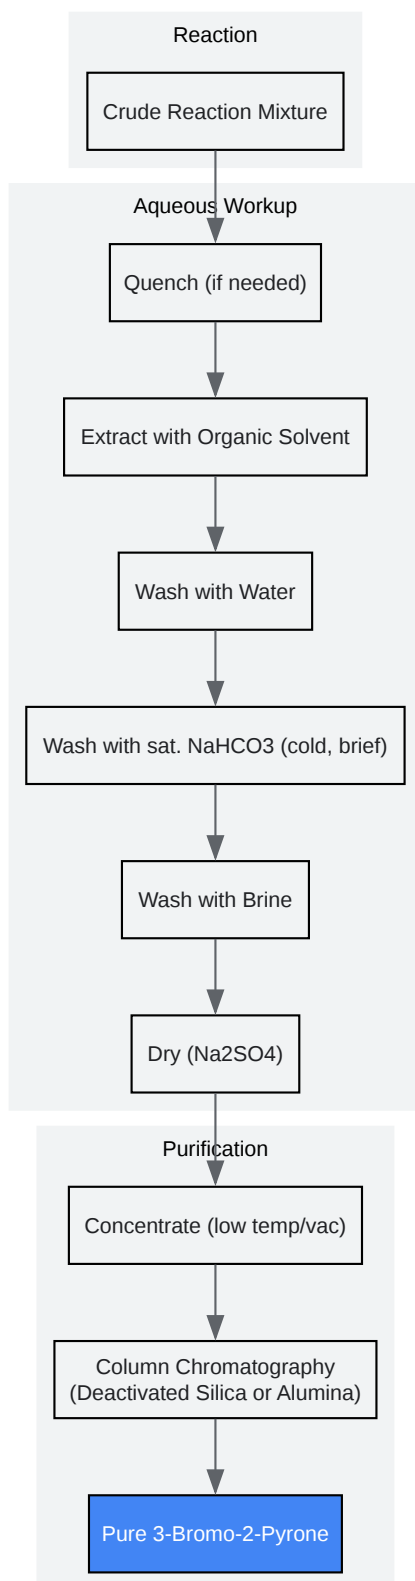 Reaction
Crude Reaction Mixture
Aqueous Workup
Quench (if needed)
Extract with Organic Solvent
Wash with Water
Wash with sat. NaHCO3 (cold, brief)
Wash with Brine
Dry (Na2SO4)
Purification
Concentrate (low temp/vac)
Column Chromatography
(Deactivated Silica or Alumina)
Pure 3-Bromo-2-Pyrone